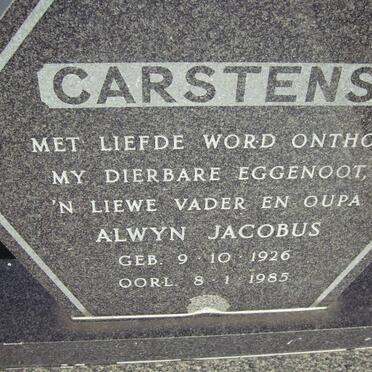 CARSTENS
MET LIEFDE WORD ONTHO
MY DIERBARE EGGENOOT,
'N LIEWE VADER EN OUPA
ALWYN JACOBUS
GEB. 9 · 10 · 1926
OORL. 8 · 1 · 1985